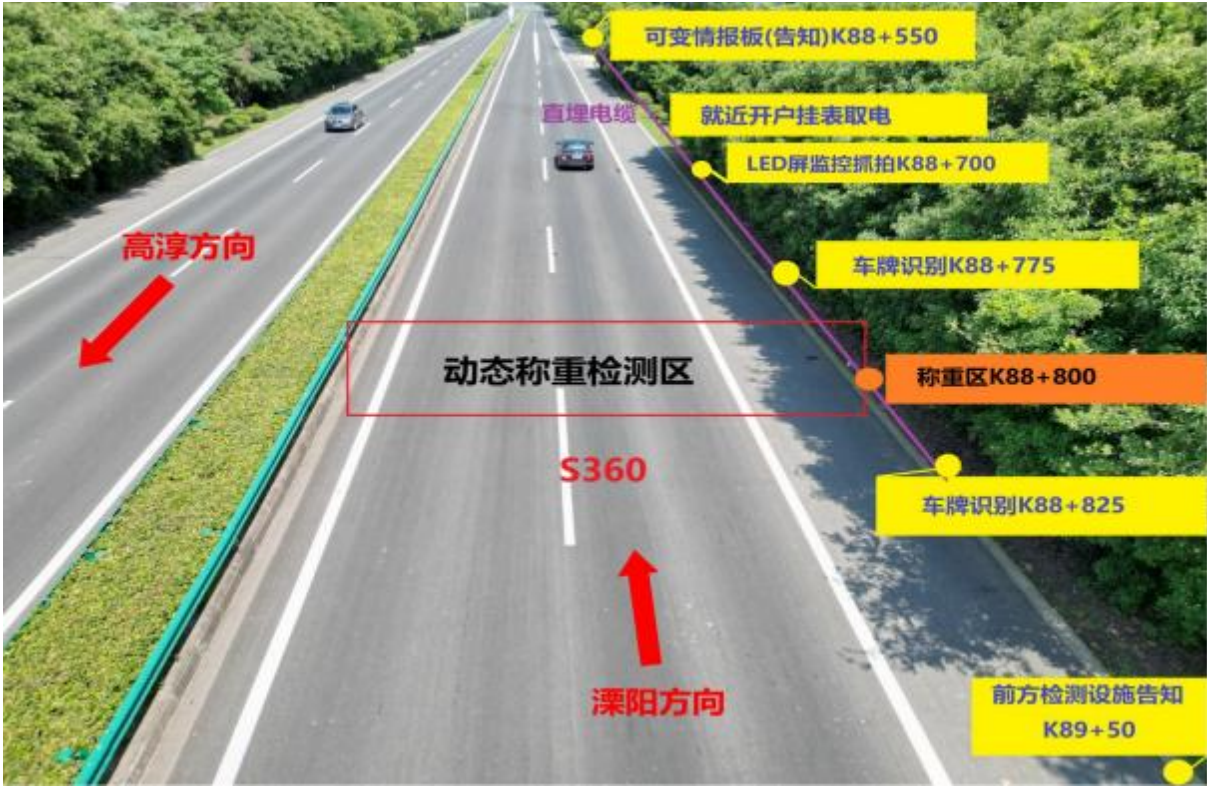 可变情报板(告知)K88+550
直埋电缆
就近开户挂表取电
LED屏监控抓拍K88+700
高淳方向
车牌识别K88+775
动态称重检测区
称重区K88+800
S360
车牌识别K88+825
溧阳方向
前方检测设施告知
K89+50